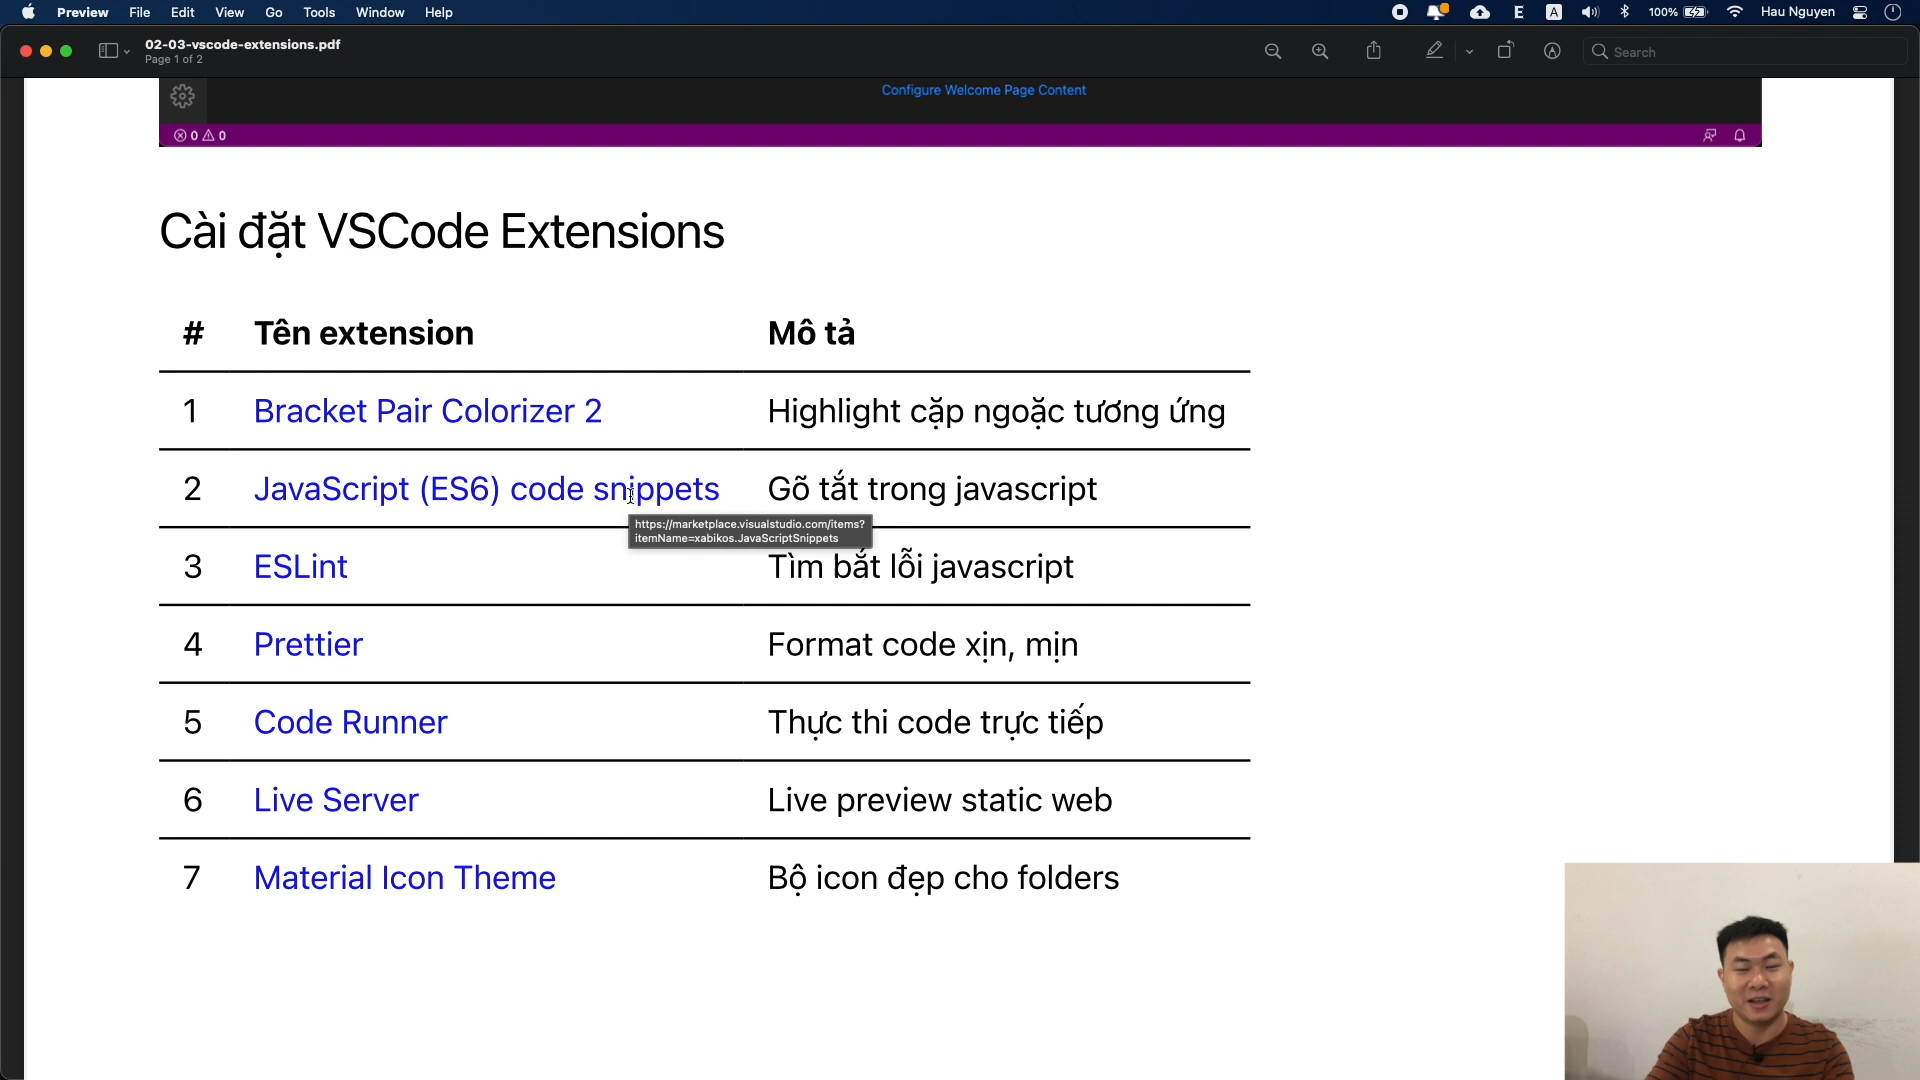 Preview File Edit View Go Tools Window Help E A 100% Hau Nguyen
02-03-vscode-extensions.pdf
Page 1 of 2
Search
Configure Welcome Page Content
0 0
Cài đặt VSCode Extensions
# Tên extension Mô tả
1 Bracket Pair Colorizer 2 Highlight cặp ngoặc tương ứng
2 JavaScript (ES6) code snippets Gõ tắt trong javascript
https://marketplace.visualstudio.com/items?
itemName=xabikos.JavaScriptSnippets
3 ESLint Tìm bắt lỗi javascript
4 Prettier Format code xịn, mịn
5 Code Runner Thực thi code trực tiếp
6 Live Server Live preview static web
7 Material Icon Theme Bộ icon đẹp cho folders